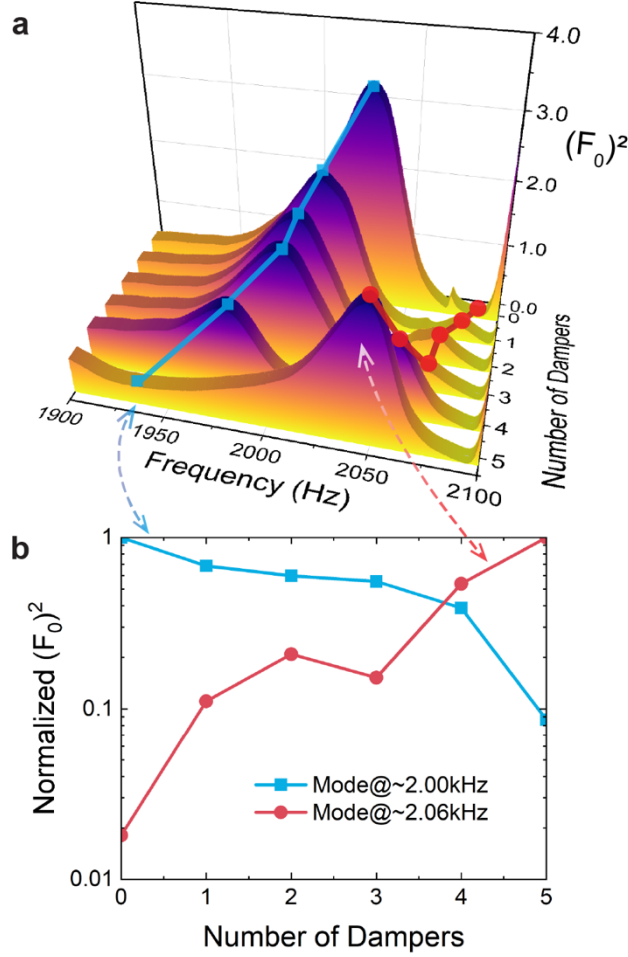 a
4.0
3.0
(F₀)²
2.0
1.0
0.0
0
1
2
3
4
5
Number of Dampers
1900
1950
2000
2050
2100
Frequency (Hz)
b
1
0.1
0.01
Normalized (F₀)²
Mode@~2.00kHz
Mode@~2.06kHz
0 1 2 3 4 5
Number of Dampers